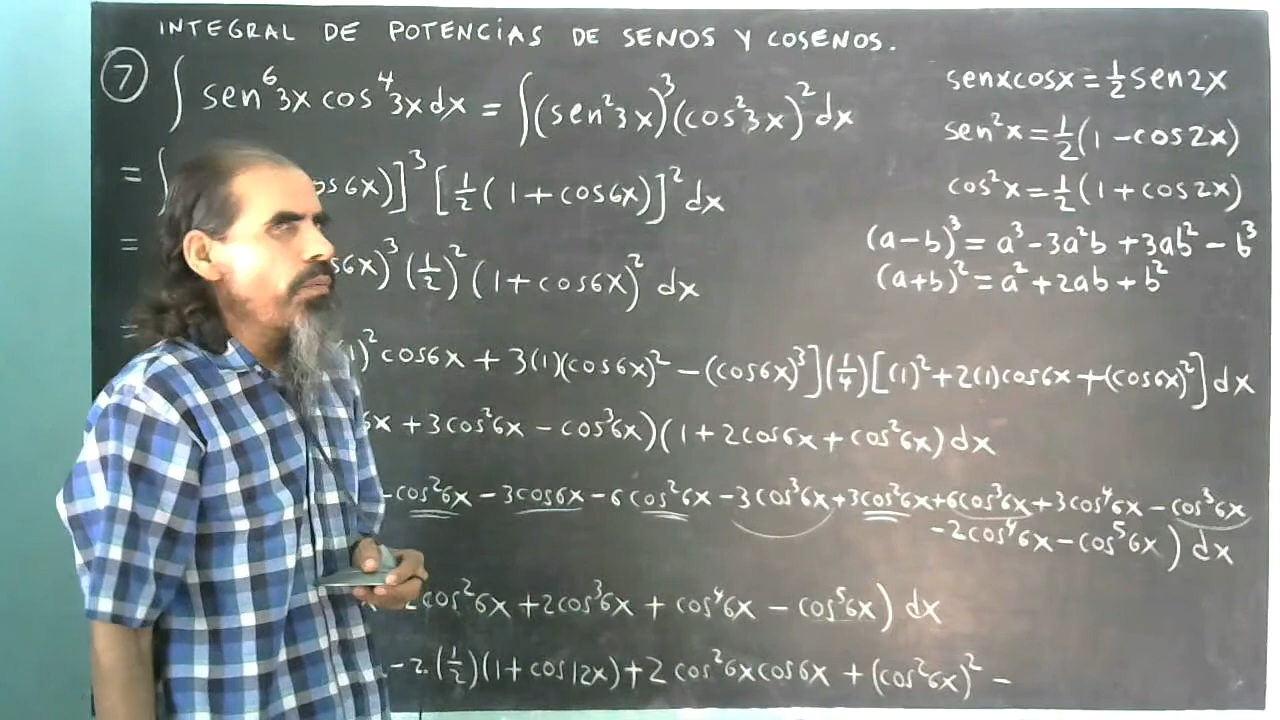 INTEGRAL DE POTENCIAS DE SENOS Y COSENOS.
⑦ ∫ sen⁶3x cos⁴3x dx = ∫(sen²3x)³(cos²3x)²dx
= ∫ os6x)]³ [½(1+cos6x)]² dx
= s6x)³ (½)² (1+cos6x)² dx
= 1)²cos6x + 3(1)(cos6x)² − (cos6x)³](¼)[(1)²+2(1)cos6x+(cos6x)²]dx
6x + 3cos²6x − cos³6x)(1+2cos6x+cos²6x)dx
cos²6x − 3cos6x − 6cos²6x − 3cos³6x + 3cos²6x + 6cos³6x + 3cos⁴6x − cos³6x
−2cos⁴6x − cos⁵6x) dx
2cos²6x + 2cos³6x + cos⁴6x − cos⁵6x) dx
−2.(½)(1+cos12x) + 2cos²6xcos6x + (cos²6x)² −
senxcosx = ½sen2x
sen²x = ½(1−cos2x)
cos²x = ½(1+cos2x)
(a−b)³ = a³ − 3a²b + 3ab² − b³
(a+b)² = a² + 2ab + b²